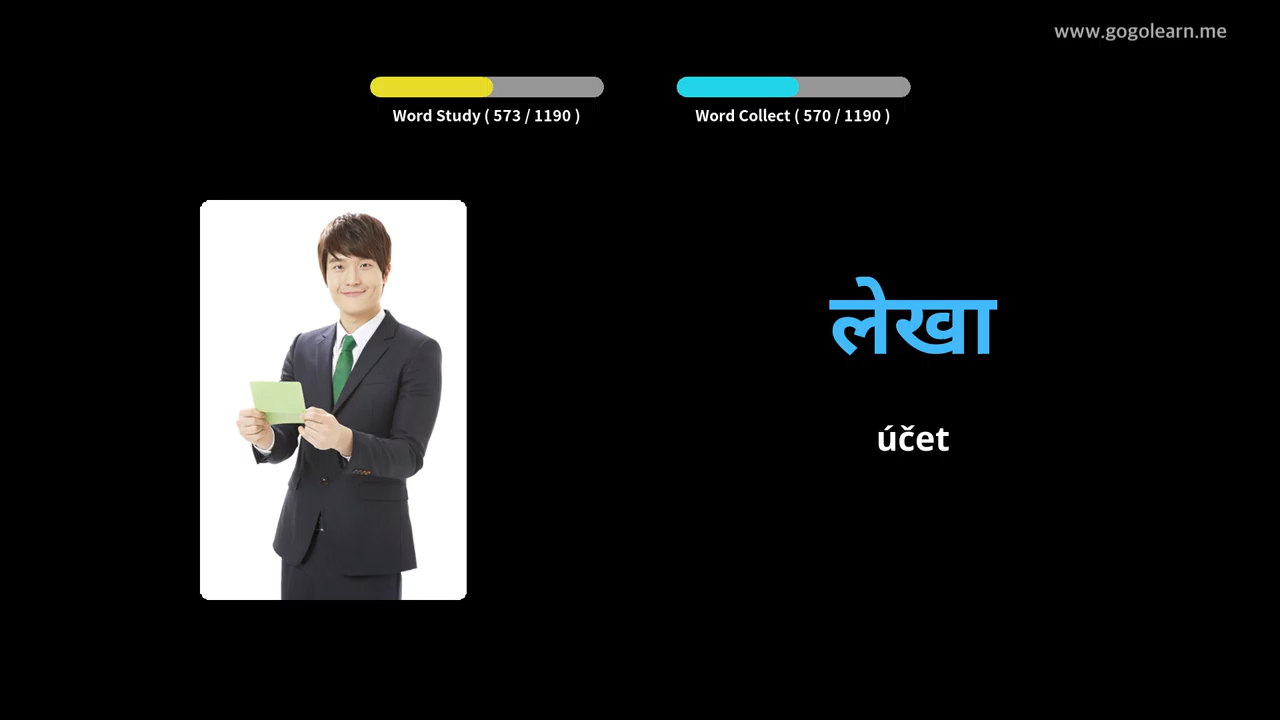 www.gogolearn.me
Word Study ( 573 / 1190 )
Word Collect ( 570 / 1190 )
लेखा
účet